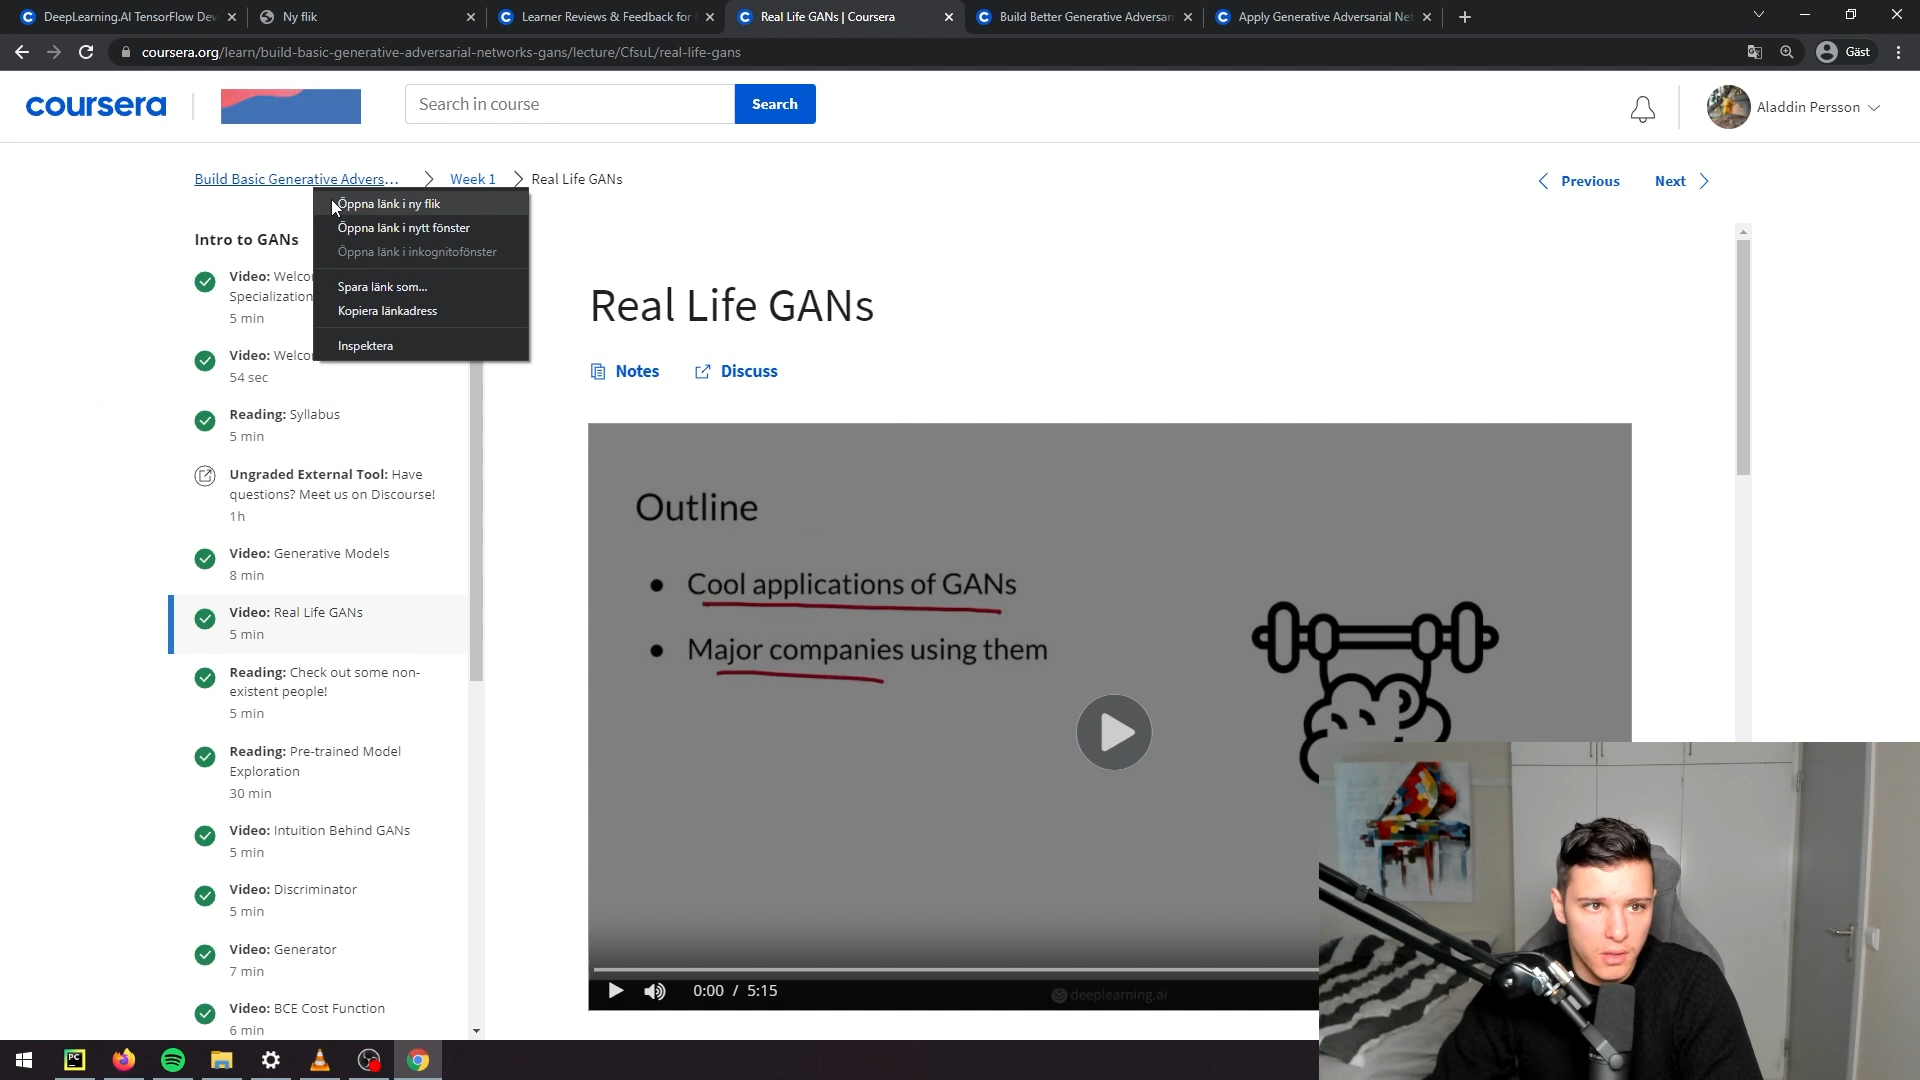 DeepLearning.AI TensorFlow Dev
Ny flik
Learner Reviews & Feedback for
Real Life GANs | Coursera
Build Better Generative Adversari
Apply Generative Adversarial Net
coursera.org/learn/build-basic-generative-adversarial-networks-gans/lecture/CfsuL/real-life-gans
Gäst
coursera
Search in course
Search
Aladdin Persson
Build Basic Generative Advers...
Week 1
Real Life GANs
Previous
Next
Öppna länk i ny flik
Öppna länk i nytt fönster
Öppna länk i inkognitofönster
Spara länk som...
Kopiera länkadress
Inspektera
Intro to GANs
Video: Welco
Specialization
5 min
Video: Welco
54 sec
Reading: Syllabus
5 min
Ungraded External Tool: Have
questions? Meet us on Discourse!
1h
Video: Generative Models
8 min
Video: Real Life GANs
5 min
Reading: Check out some non-
existent people!
5 min
Reading: Pre-trained Model
Exploration
30 min
Video: Intuition Behind GANs
5 min
Video: Discriminator
5 min
Video: Generator
7 min
Video: BCE Cost Function
6 min
Real Life GANs
Notes
Discuss
Outline
• Cool applications of GANs
• Major companies using them
0:00 / 5:15
deeplearning.ai
PC